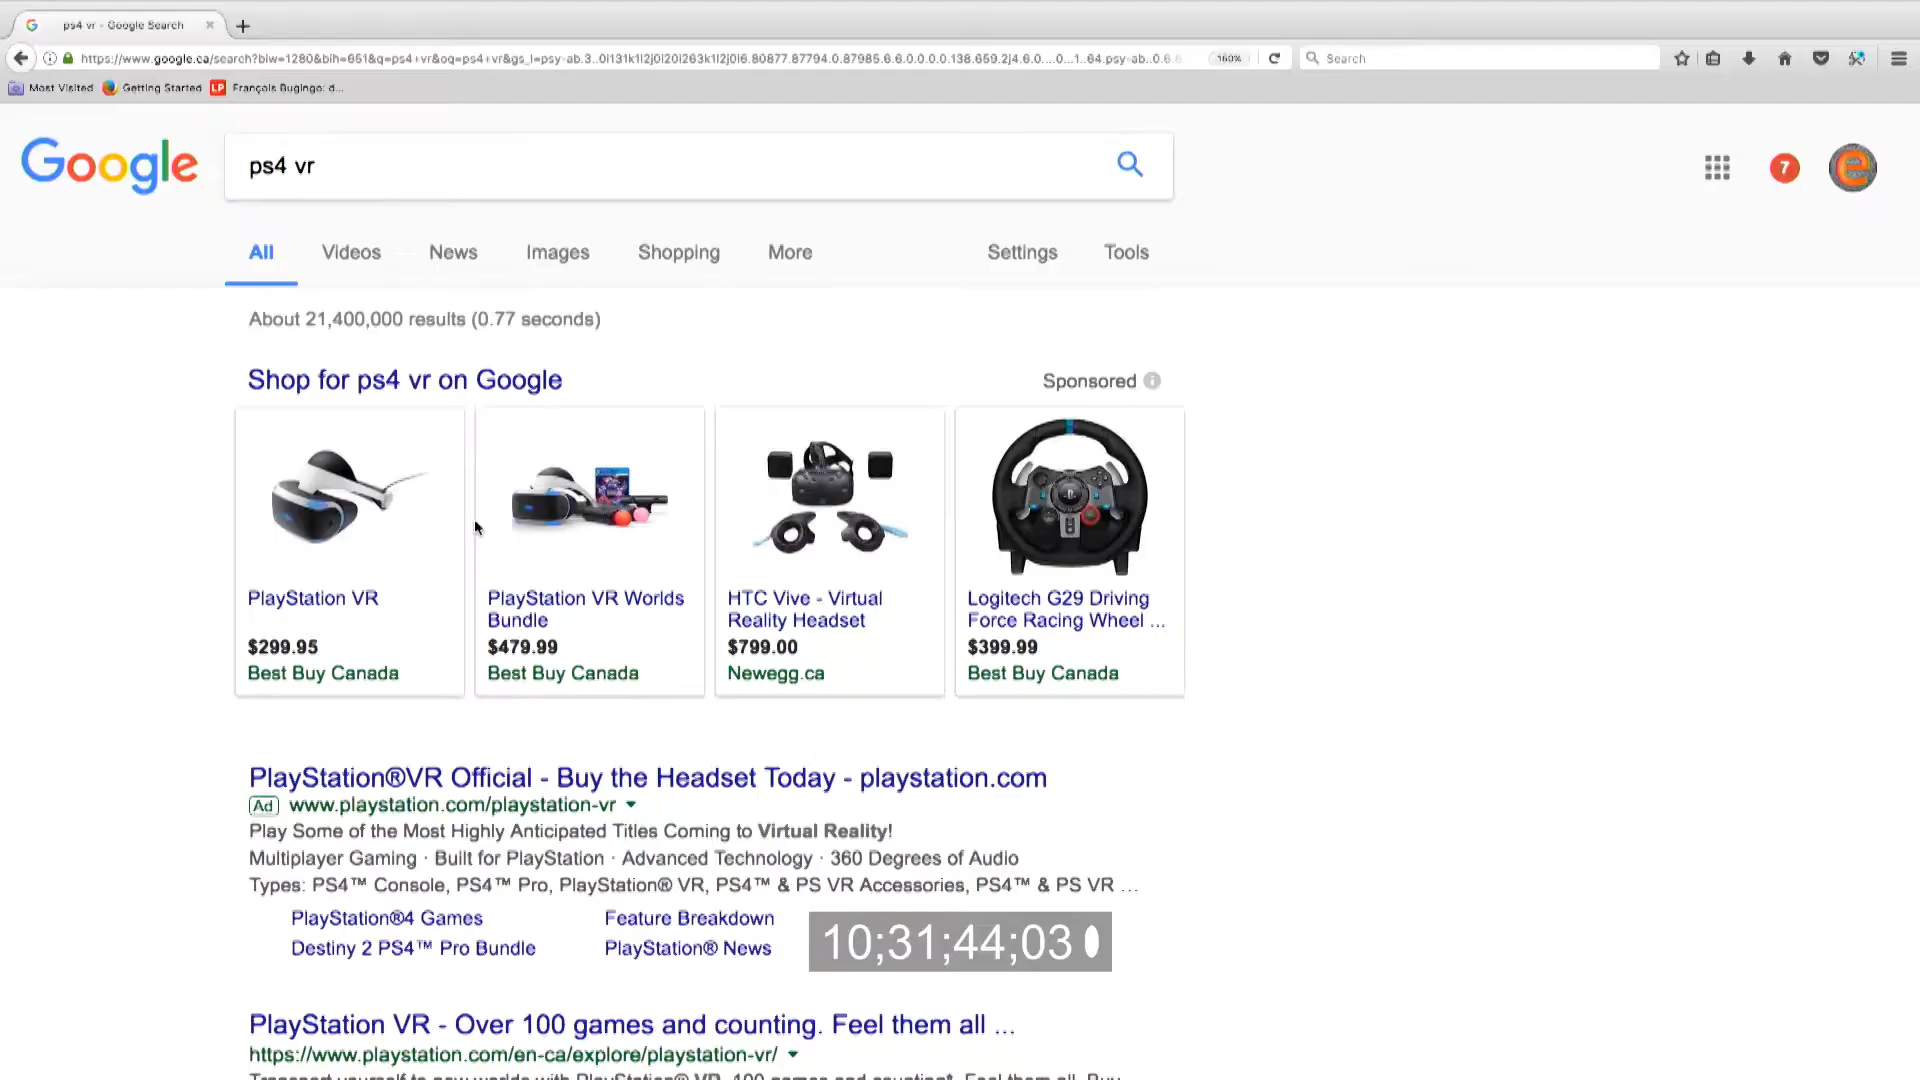 ps4 vr - Google Search
160%
Search
Most Visited
Getting Started
LP
François Bugingo: d...
Google
ps4 vr
7
e
All
Videos
News
Images
Shopping
More
Settings
Tools
About 21,400,000 results (0.77 seconds)
Shop for ps4 vr on Google
Sponsored
PlayStation VR
$299.95
Best Buy Canada
PlayStation VR Worlds
Bundle
$479.99
Best Buy Canada
HTC Vive - Virtual
Reality Headset
$799.00
Newegg.ca
Logitech G29 Driving
Force Racing Wheel ...
$399.99
Best Buy Canada
PlayStation®VR Official - Buy the Headset Today - playstation.com
Ad www.playstation.com/playstation-vr
Play Some of the Most Highly Anticipated Titles Coming to Virtual Reality!
Multiplayer Gaming · Built for PlayStation · Advanced Technology · 360 Degrees of Audio
Types: PS4™ Console, PS4™ Pro, PlayStation® VR, PS4™ & PS VR Accessories, PS4™ & PS VR ...
PlayStation®4 Games
Feature Breakdown
Destiny 2 PS4™ Pro Bundle
PlayStation® News
10;31;44;03
PlayStation VR - Over 100 games and counting. Feel them all ...
https://www.playstation.com/en-ca/explore/playstation-vr/